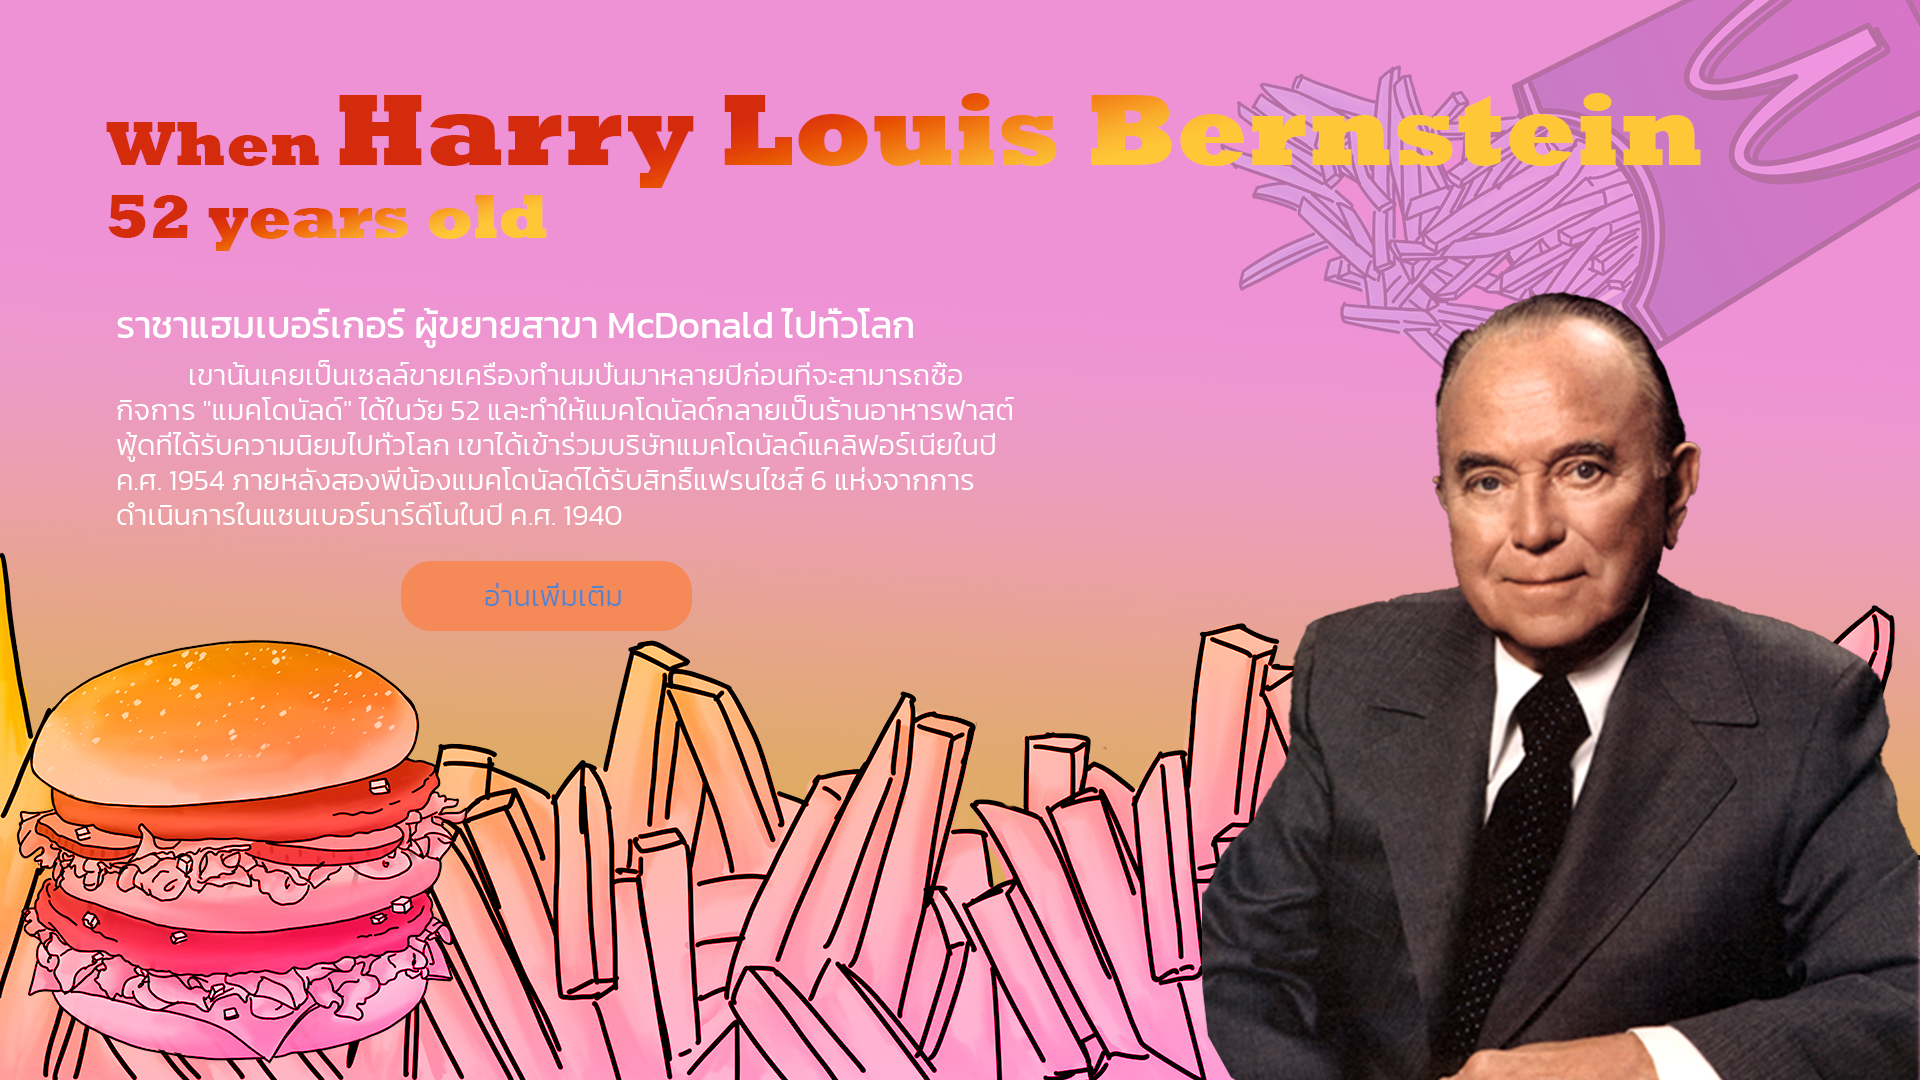 When Harry Louis Bernstein
52 years old
ราชาแฮมเบอร์เกอร์ ผู้ขยายสาขา McDonald ไปทั่วโลก
เขานั้นเคยเป็นเซลล์ขายเครื่องทำนมปั่นมาหลายปีก่อนที่จะสามารถซื้อ
กิจการ "แมคโดนัลด์" ได้ในวัย 52 และทำให้แมคโดนัลด์กลายเป็นร้านอาหารฟาสต์
ฟู้ดที่ได้รับความนิยมไปทั่วโลก เขาได้เข้าร่วมบริษัทแมคโดนัลด์แคลิฟอร์เนียในปี
ค.ศ. 1954 ภายหลังสองพี่น้องแมคโดนัลด์ได้รับสิทธิ์แฟรนไชส์ 6 แห่งจากการ
ดำเนินการในแซนเบอร์นาร์ดีโนในปี ค.ศ. 1940
อ่านเพิ่มเติม